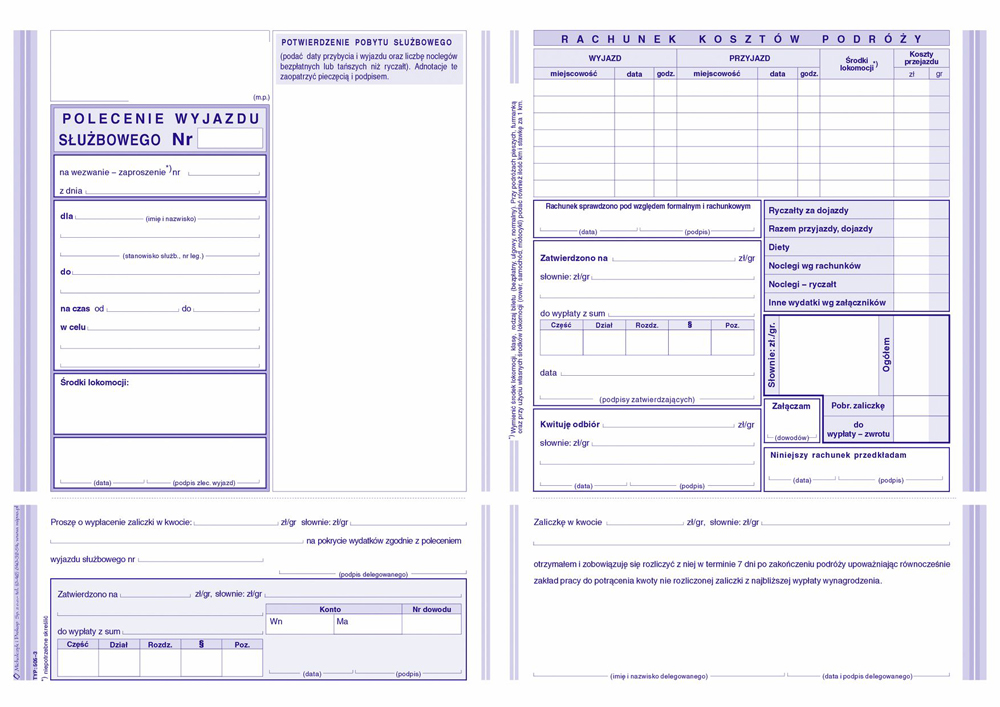 (m.p.)
POLECENIE WYJAZDU
SŁUŻBOWEGO Nr
na wezwanie – zaproszenie*) nr
z dnia
dla
(imię i nazwisko)
(stanowisko służb., nr leg.)
do
na czas od do
w celu
Środki lokomocji:
(data) (podpis zlec. wyjazd)
POTWIERDZENIE POBYTU SŁUŻBOWEGO
(podać daty przybycia i wyjazdu oraz liczbę noclegów
bezpłatnych lub tańszych niż ryczałt). Adnotacje te
zaopatrzyć pieczęcią i podpisem.
Proszę o wypłacenie zaliczki w kwocie: zł/gr słownie: zł/gr
na pokrycie wydatków zgodnie z poleceniem
wyjazdu służbowego nr
(podpis delegowanego)
Zatwierdzono na zł/gr, słownie: zł/gr
do wypłaty z sum
Część Dział Rozdz. § Poz.
Konto Nr dowodu
Wn Ma
(data) (podpis)
TYP: 505-3
*) niepotrzebne skreślić
*) Wymienić środek lokomocji, klasę, rodzaj biletu (bezpłatny, ulgowy, normalny). Przy podróżach pieszych, furmanką
oraz przy użyciu własnych środków lokomocji (rower, samochód, motocykl) podać również ilość km i stawkę za 1 km.
RACHUNEK KOSZTÓW PODRÓŻY
WYJAZD PRZYJAZD Środki lokomocji*) Koszty przejazdu
miejscowość data godz. miejscowość data godz. zł gr
Rachunek sprawdzono pod względem formalnym i rachunkowym
(data) (podpis)
Zatwierdzono na zł/gr
słownie: zł/gr
do wypłaty z sum
Część Dział Rozdz. § Poz.
data
(podpisy zatwierdzających)
Kwituję odbiór zł/gr
słownie: zł/gr
(data) (podpis)
Ryczałty za dojazdy
Razem przyjazdy, dojazdy
Diety
Noclegi wg rachunków
Noclegi – ryczałt
Inne wydatki wg załączników
Słownie: zł./gr.
Ogółem
Załączam
(dowodów)
Pobr. zaliczkę
do
wypłaty – zwrotu
Niniejszy rachunek przedkładam
(data) (podpis)
Zaliczkę w kwocie zł/gr, słownie: zł/gr
otrzymałem i zobowiązuję się rozliczyć z niej w terminie 7 dni po zakończeniu podróży upoważniając równocześnie
zakład pracy do potrącenia kwoty nie rozliczonej zaliczki z najbliższej wypłaty wynagrodzenia.
(imię i nazwisko delegowanego) (data i podpis delegowanego)